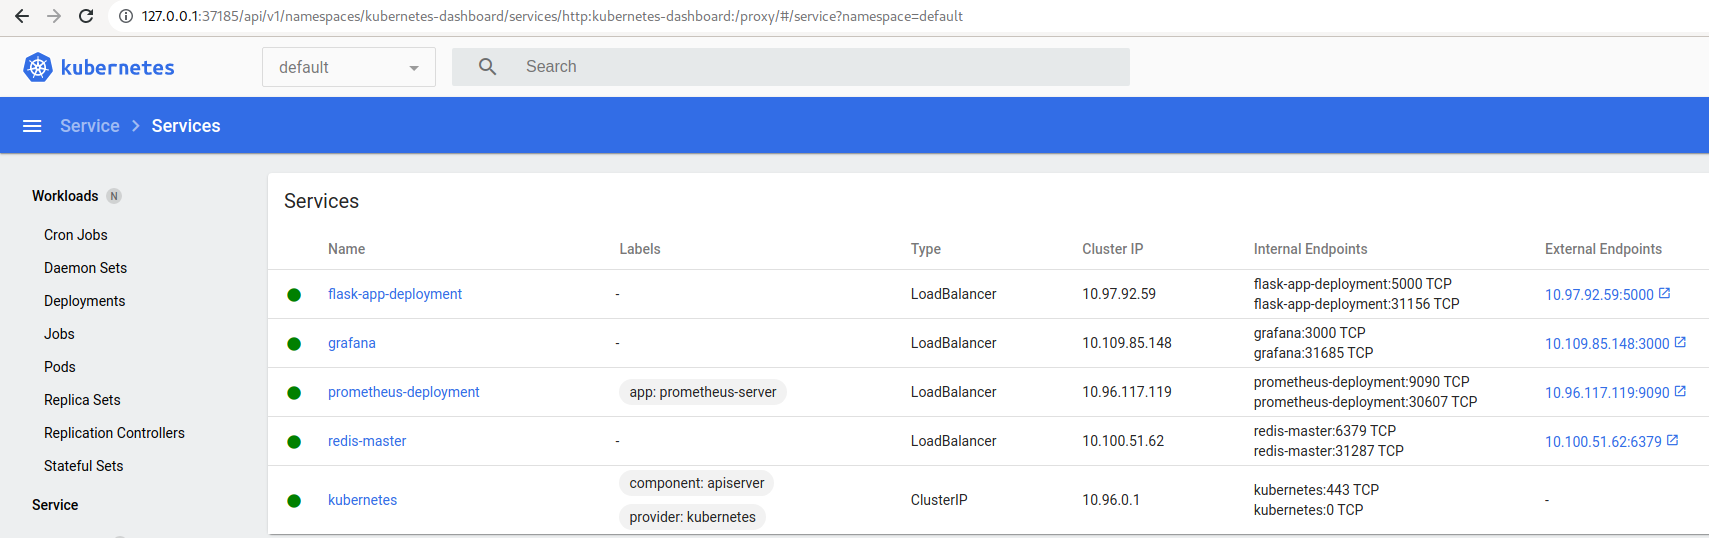 127.0.0.1:37185/api/v1/namespaces/kubernetes-dashboard/services/http:kubernetes-dashboard:/proxy/#/service?namespace=default
kubernetes default Search
Service Services
Workloads N
Cron Jobs
Daemon Sets
Deployments
Jobs
Pods
Replica Sets
Replication Controllers
Stateful Sets
Service
Services
Name Labels Type Cluster IP Internal Endpoints External Endpoints
flask-app-deployment - LoadBalancer 10.97.92.59 flask-app-deployment:5000 TCP 10.97.92.59:5000
flask-app-deployment:31156 TCP
grafana - LoadBalancer 10.109.85.148 grafana:3000 TCP 10.109.85.148:3000
grafana:31685 TCP
prometheus-deployment app: prometheus-server LoadBalancer 10.96.117.119 prometheus-deployment:9090 TCP 10.96.117.119:9090
prometheus-deployment:30607 TCP
redis-master - LoadBalancer 10.100.51.62 redis-master:6379 TCP 10.100.51.62:6379
redis-master:31287 TCP
kubernetes component: apiserver ClusterIP 10.96.0.1 kubernetes:443 TCP -
provider: kubernetes kubernetes:0 TCP